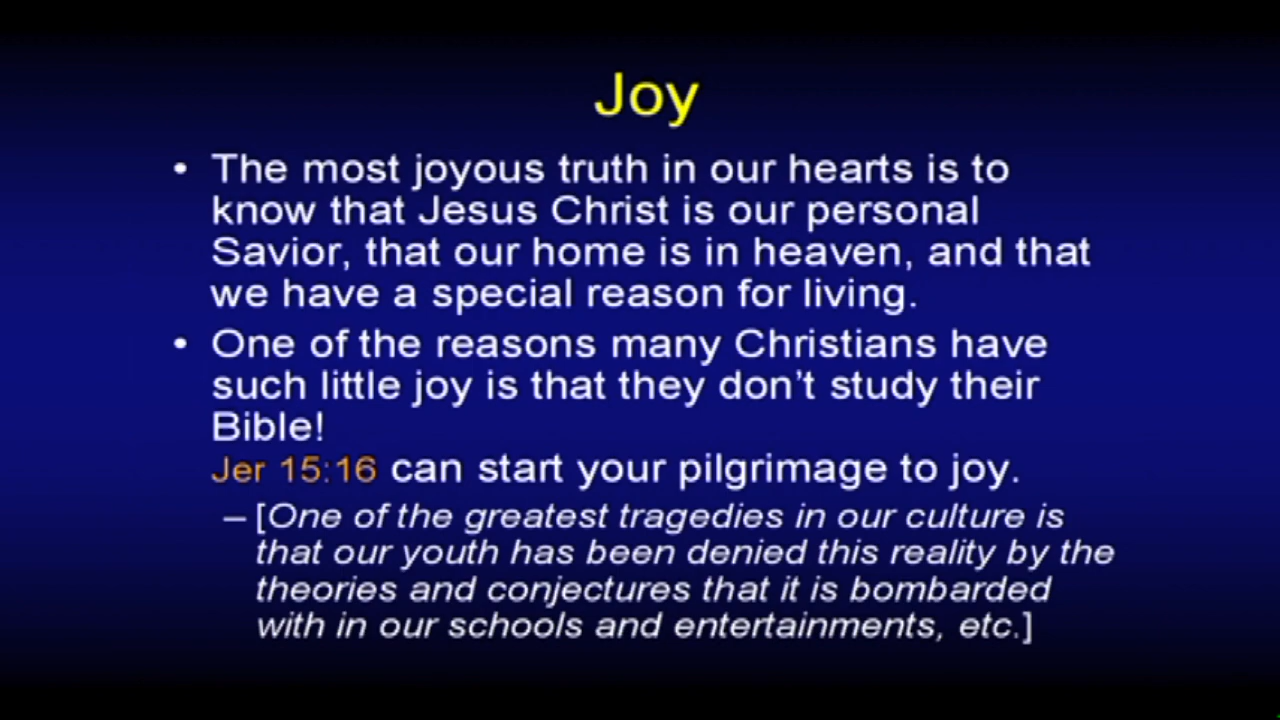 Joy
• The most joyous truth in our hearts is to
know that Jesus Christ is our personal
Savior, that our home is in heaven, and that
we have a special reason for living.
• One of the reasons many Christians have
such little joy is that they don’t study their
Bible!
Jer 15:16 can start your pilgrimage to joy.
– [One of the greatest tragedies in our culture is
that our youth has been denied this reality by the
theories and conjectures that it is bombarded
with in our schools and entertainments, etc.]